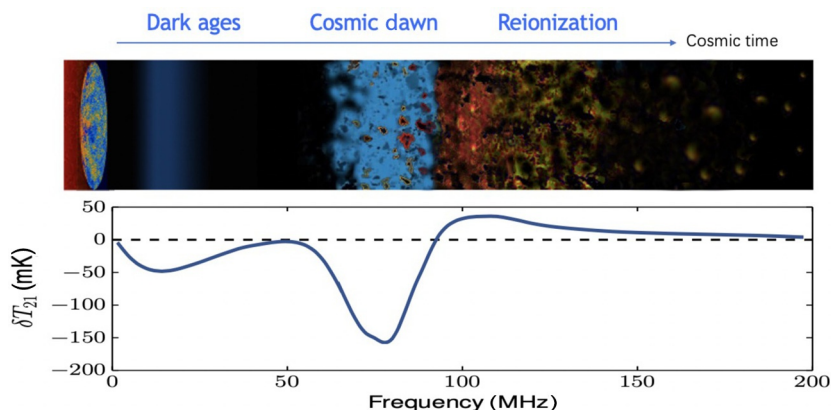 Dark ages Cosmic dawn Reionization
Cosmic time
50
0
−50
−100
−150
−200
δT21 (mK)
0 50 100 150 200
Frequency (MHz)